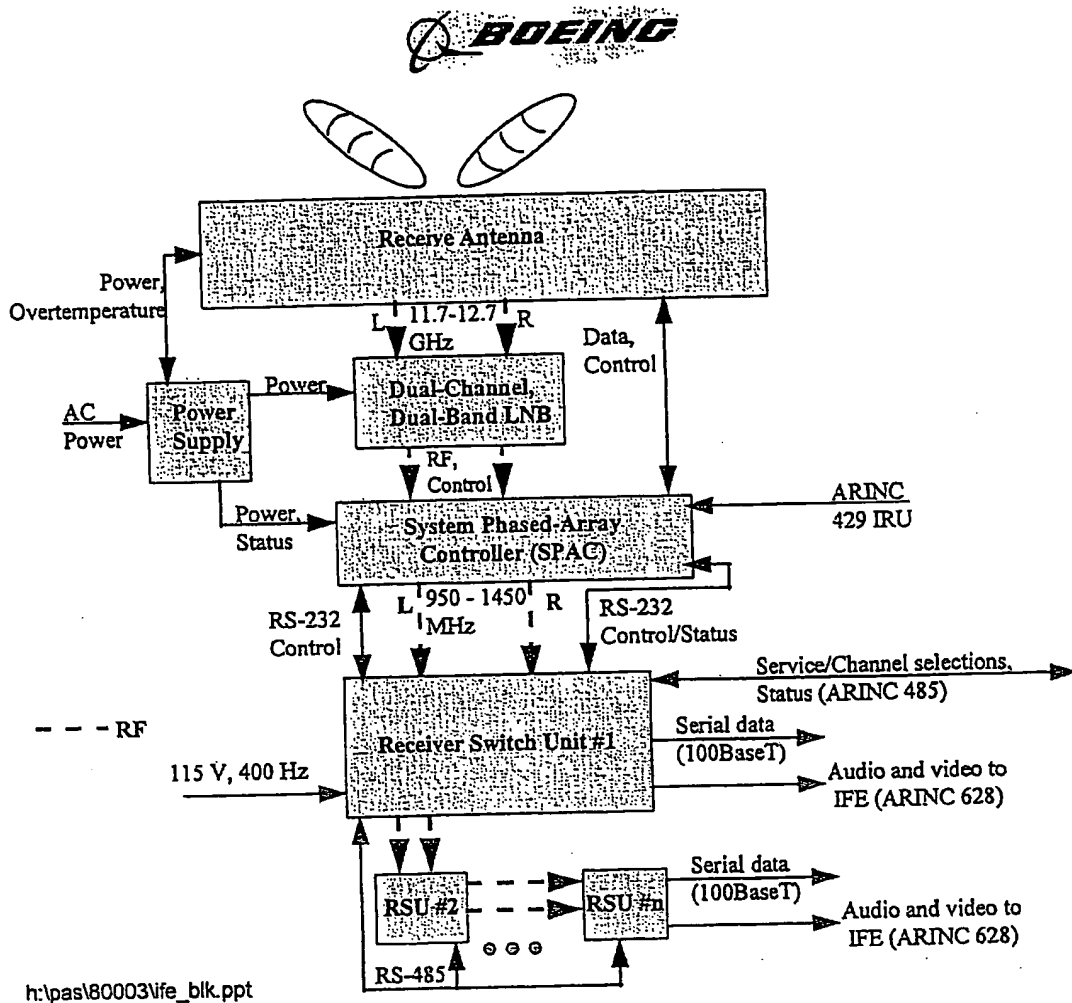 BOEING
Receive Antenna
Power,
Overtemperature
L
11.7-12.7
GHz
R
Data,
Control
Dual-Channel,
Dual-Band LNB
Power
AC
Power
Power
Supply
RF,
Control
Power,
Status
System Phased-Array
Controller (SPAC)
ARINC
429 IRU
L
950 - 1450
MHz
R
RS-232
Control
RS-232
Control/Status
Service/Channel selections,
Status (ARINC 485)
RF
Receiver Switch Unit #1
Serial data
(100BaseT)
115 V, 400 Hz
Audio and video to
IFE (ARINC 628)
RSU #2
RSU #n
Serial data
(100BaseT)
Audio and video to
IFE (ARINC 628)
RS-485
h:\pas\80003\ife_blk.ppt